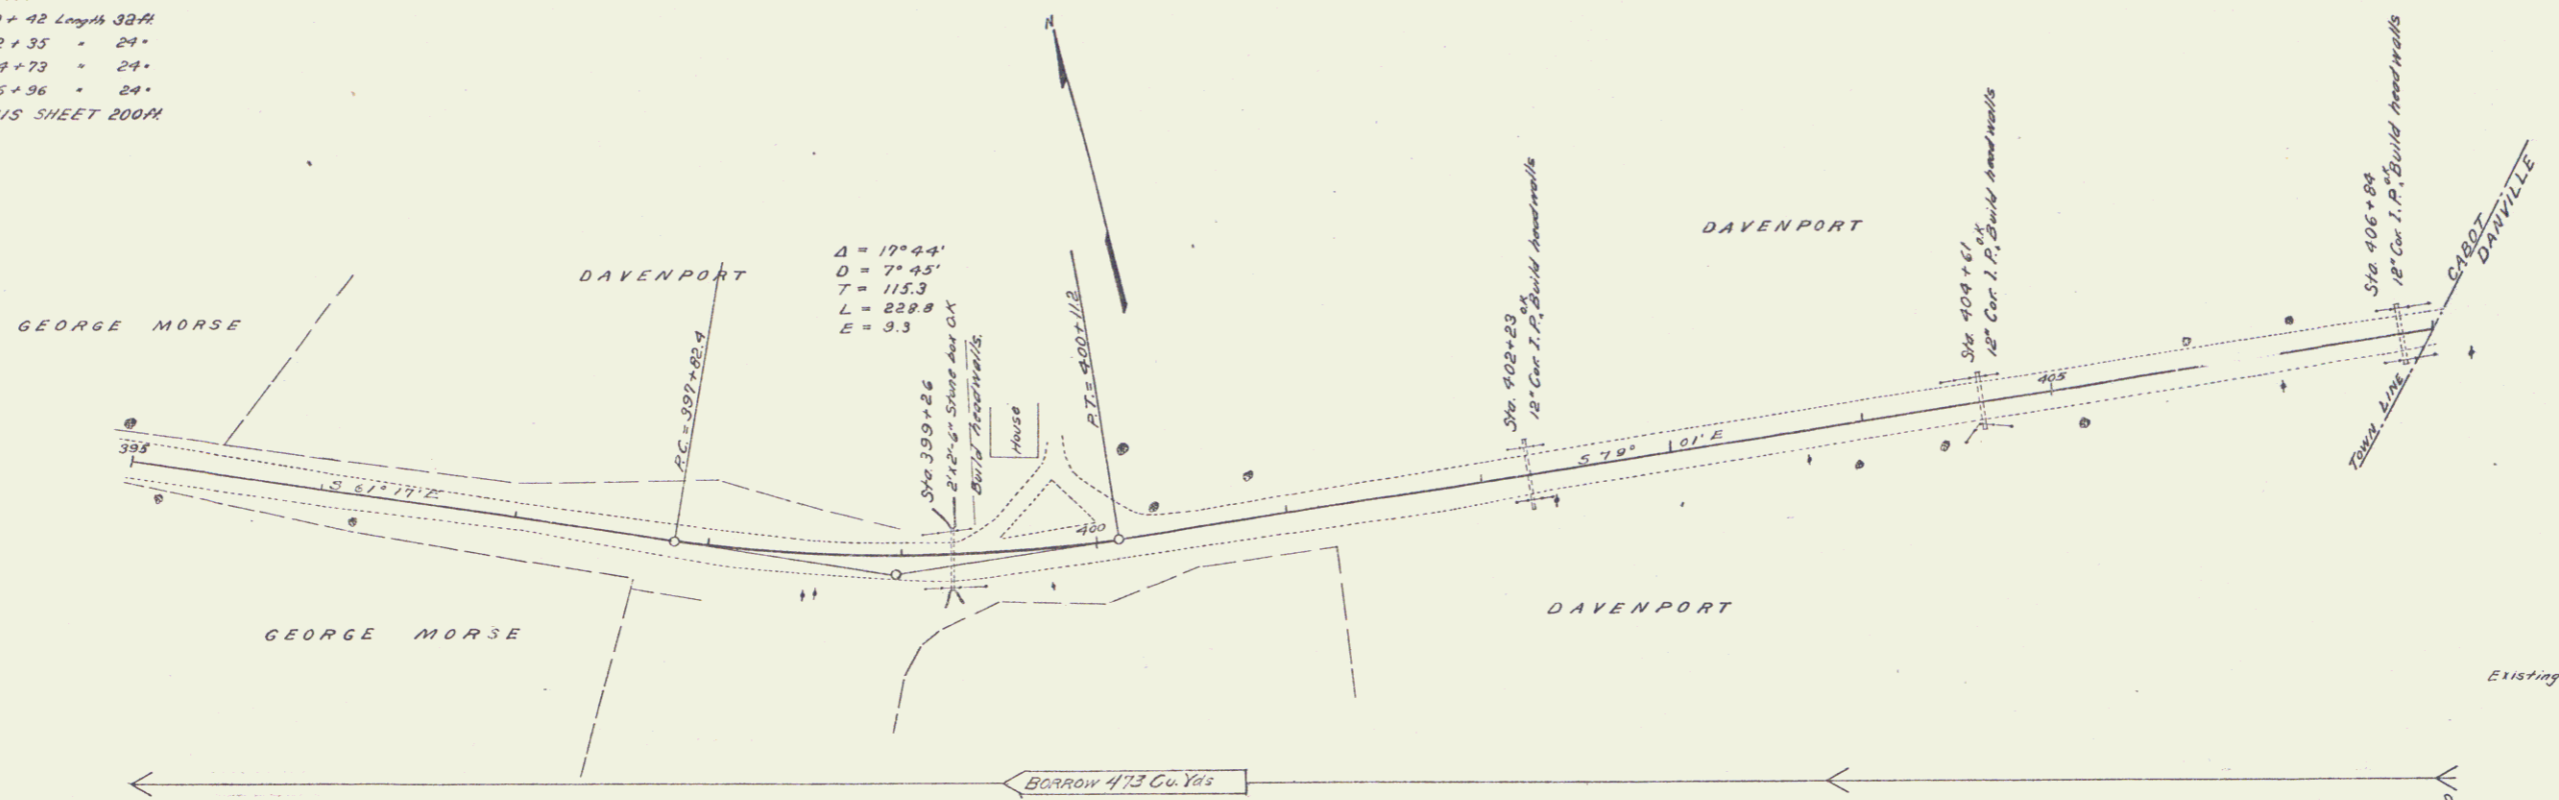 + 42 Length 32ft.
2 + 35 " 24"
4 + 73 " 24"
+ 96 " 24"
IS SHEET 200ft.
N
Δ = 17° 44'
D = 7° 45'
T = 115.3
L = 228.8
E = 9.3
DAVENPORT
DAVENPORT
GEORGE MORSE
P.C. = 397+82.4
Sta. 399+26
2'x2'-6" Stone box O.K
Build headwalls.
House
P.T. = 400+11.2
Sta. 402+23
12" Cor. I.P. O.K Build headwalls
Sta. 404+61
12" Cor. I.P. O.K Build headwalls
Sta. 406+84
12" Cor. I.P. O.K Build headwalls
CABOT
DANVILLE
TOWN LINE
395
S 61° 17' E
400
S 79° 01' E
405
GEORGE MORSE
DAVENPORT
Existing
BORROW 473 Cu. Yds